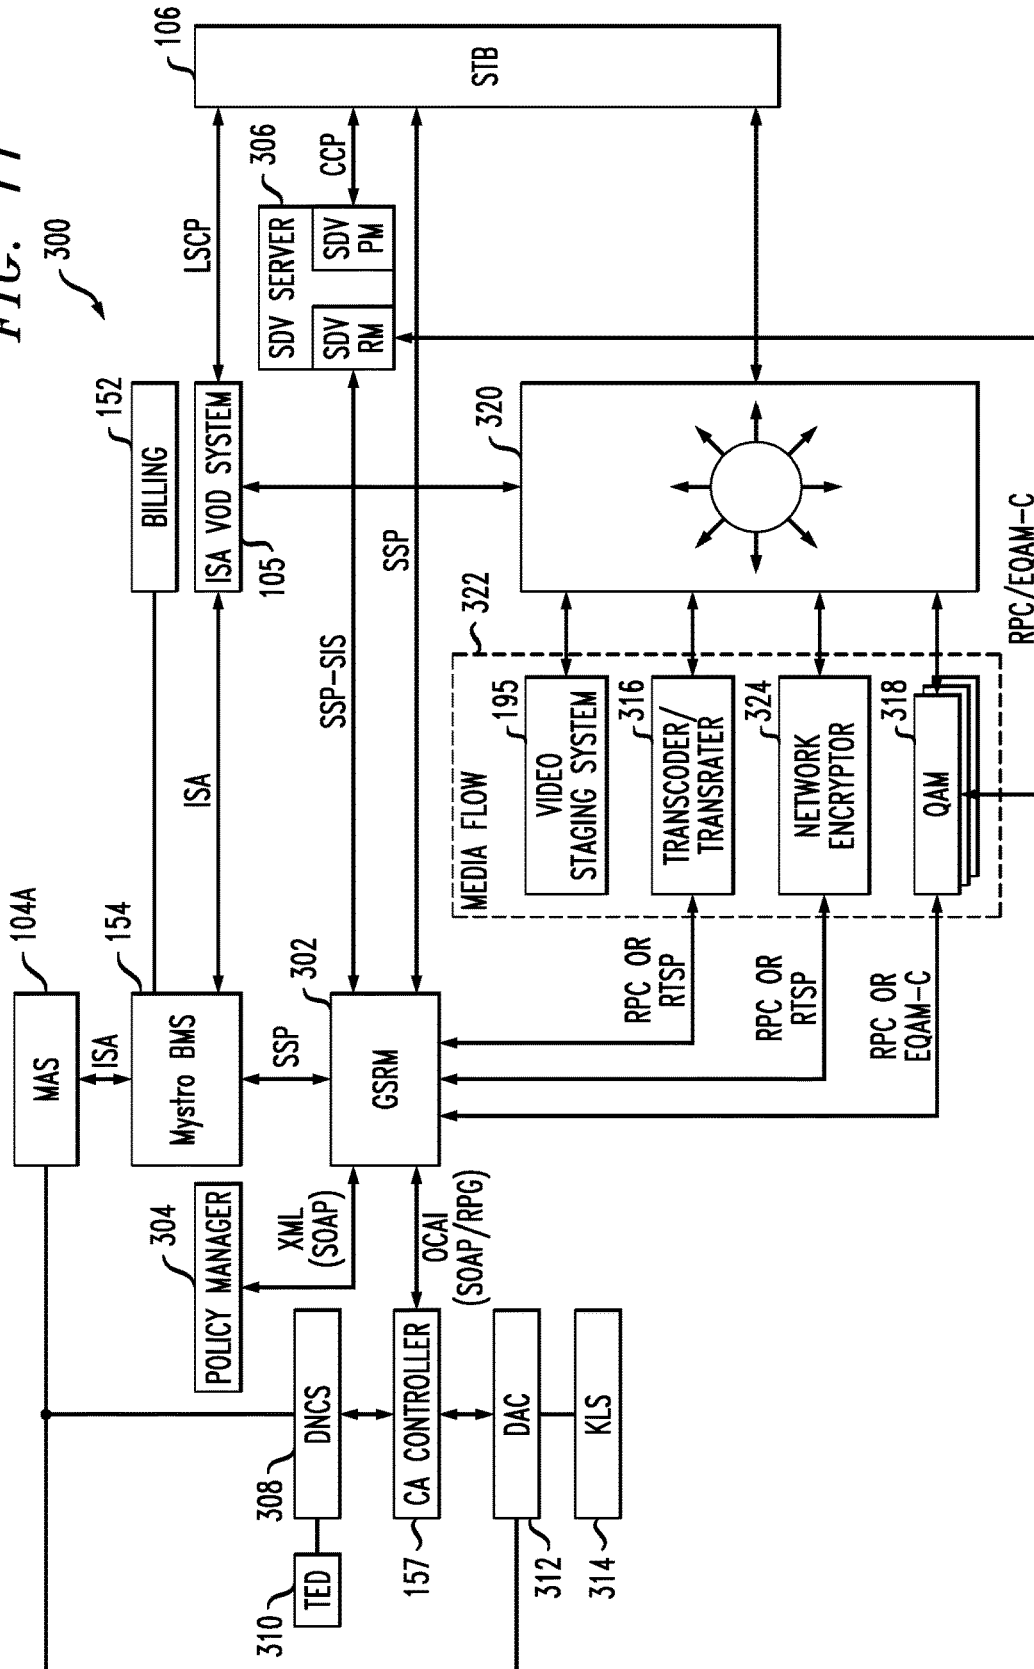 300
106
STB
LSCP
CCP
306
SDV SERVER
SDV
RM
SDV
PM
152
BILLING
ISA VOD SYSTEM
105
320
SSP-SIS
SSP
ISA
322
MEDIA FLOW
195
VIDEO
STAGING SYSTEM
316
TRANSCODER/
TRANSRATER
324
NETWORK
ENCRYPTOR
318
QAM
RPC/EQAM-C
104A
MAS
ISA
154
Mystro BMS
SSP
302
GSRM
RPC OR
RTSP
RPC OR
RTSP
RPC OR
EQAM-C
304
POLICY MANAGER
XML
(SOAP)
OCAI
(SOAP/RPG)
308
DNCS
310
TED
157
CA CONTROLLER
312
DAC
314
KLS